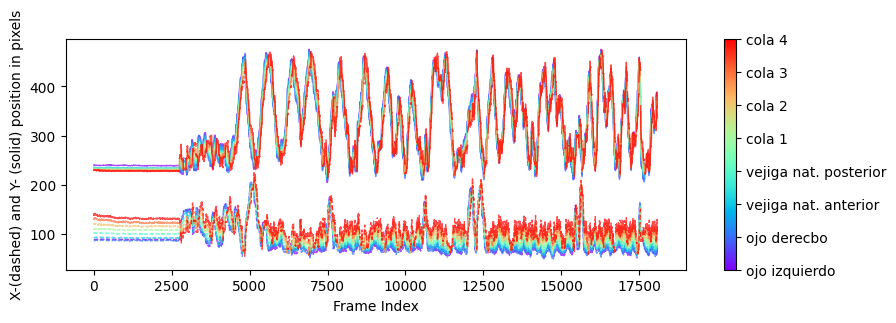 X-(dashed) and Y- (solid) position in pixels
400
300
200
100
0
2500
5000
7500
10000
12500
15000
17500
Frame Index
cola 4
cola 3
cola 2
cola 1
vejiga nat. posterior
vejiga nat. anterior
ojo derecbo
ojo izquierdo